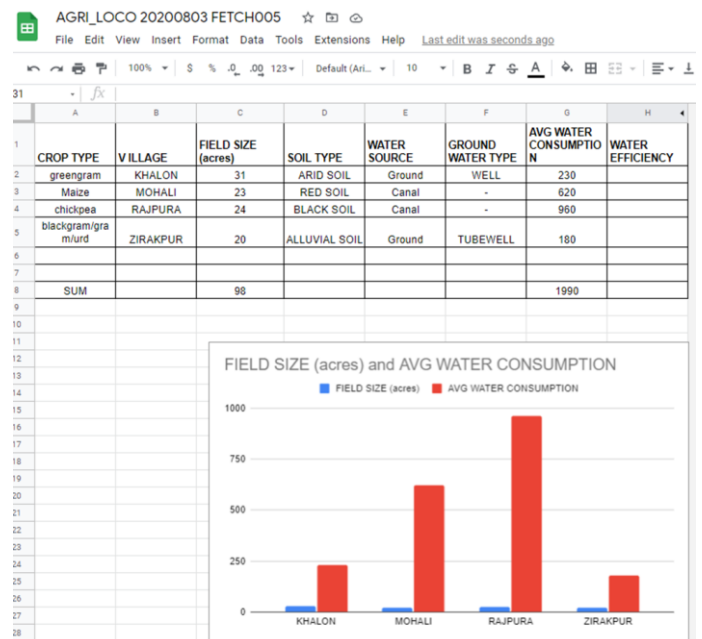 AGRI_LOCO 20200803 FETCH005
File Edit View Insert Format Data Tools Extensions Help Last edit was seconds ago
100% $ % .0 .00 123 Default (Ari... 10 B I S A
31 fx
A B C D E F G H
1 CROP TYPE VILLAGE FIELD SIZE (acres) SOIL TYPE WATER SOURCE GROUND WATER TYPE AVG WATER CONSUMPTION WATER EFFICIENCY
2 greengram KHALON 31 ARID SOIL Ground WELL 230
3 Maize MOHALI 23 RED SOIL Canal - 620
4 chickpea RAJPURA 24 BLACK SOIL Canal - 960
5 blackgram/gram/urd ZIRAKPUR 20 ALLUVIAL SOIL Ground TUBEWELL 180
6
7
8 SUM 98 1990
9
10
11
12
13
14
15
16
17
18
19
20
21
22
23
24
25
26
27
28
FIELD SIZE (acres) and AVG WATER CONSUMPTION
FIELD SIZE (acres) AVG WATER CONSUMPTION
1000
750
500
250
0
KHALON MOHALI RAJPURA ZIRAKPUR